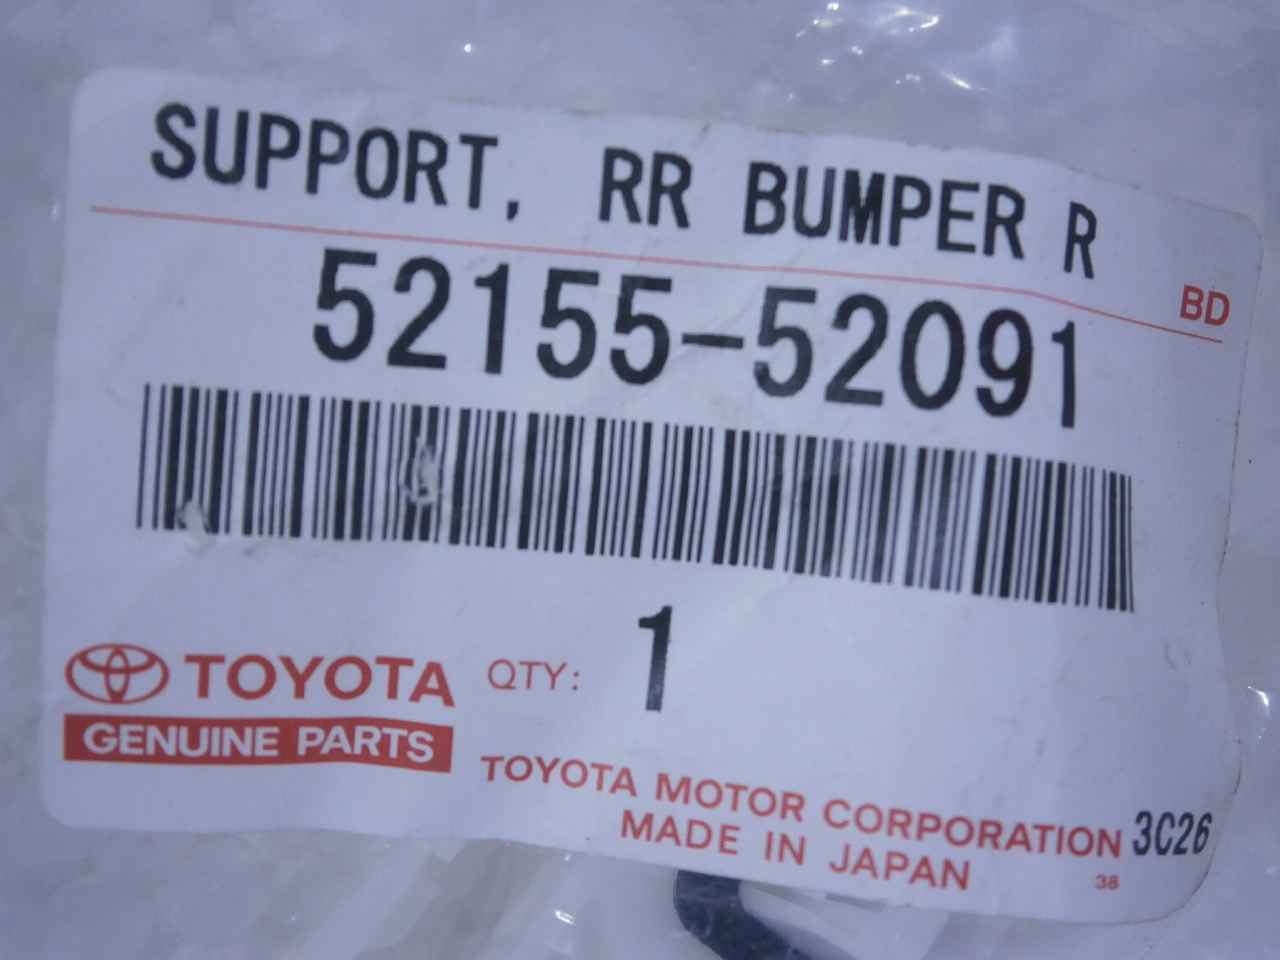 SUPPORT, RR BUMPER R
BD
52155-52091
1
TOYOTA QTY:
GENUINE PARTS
TOYOTA MOTOR CORPORATION 3C26
MADE IN JAPAN 38